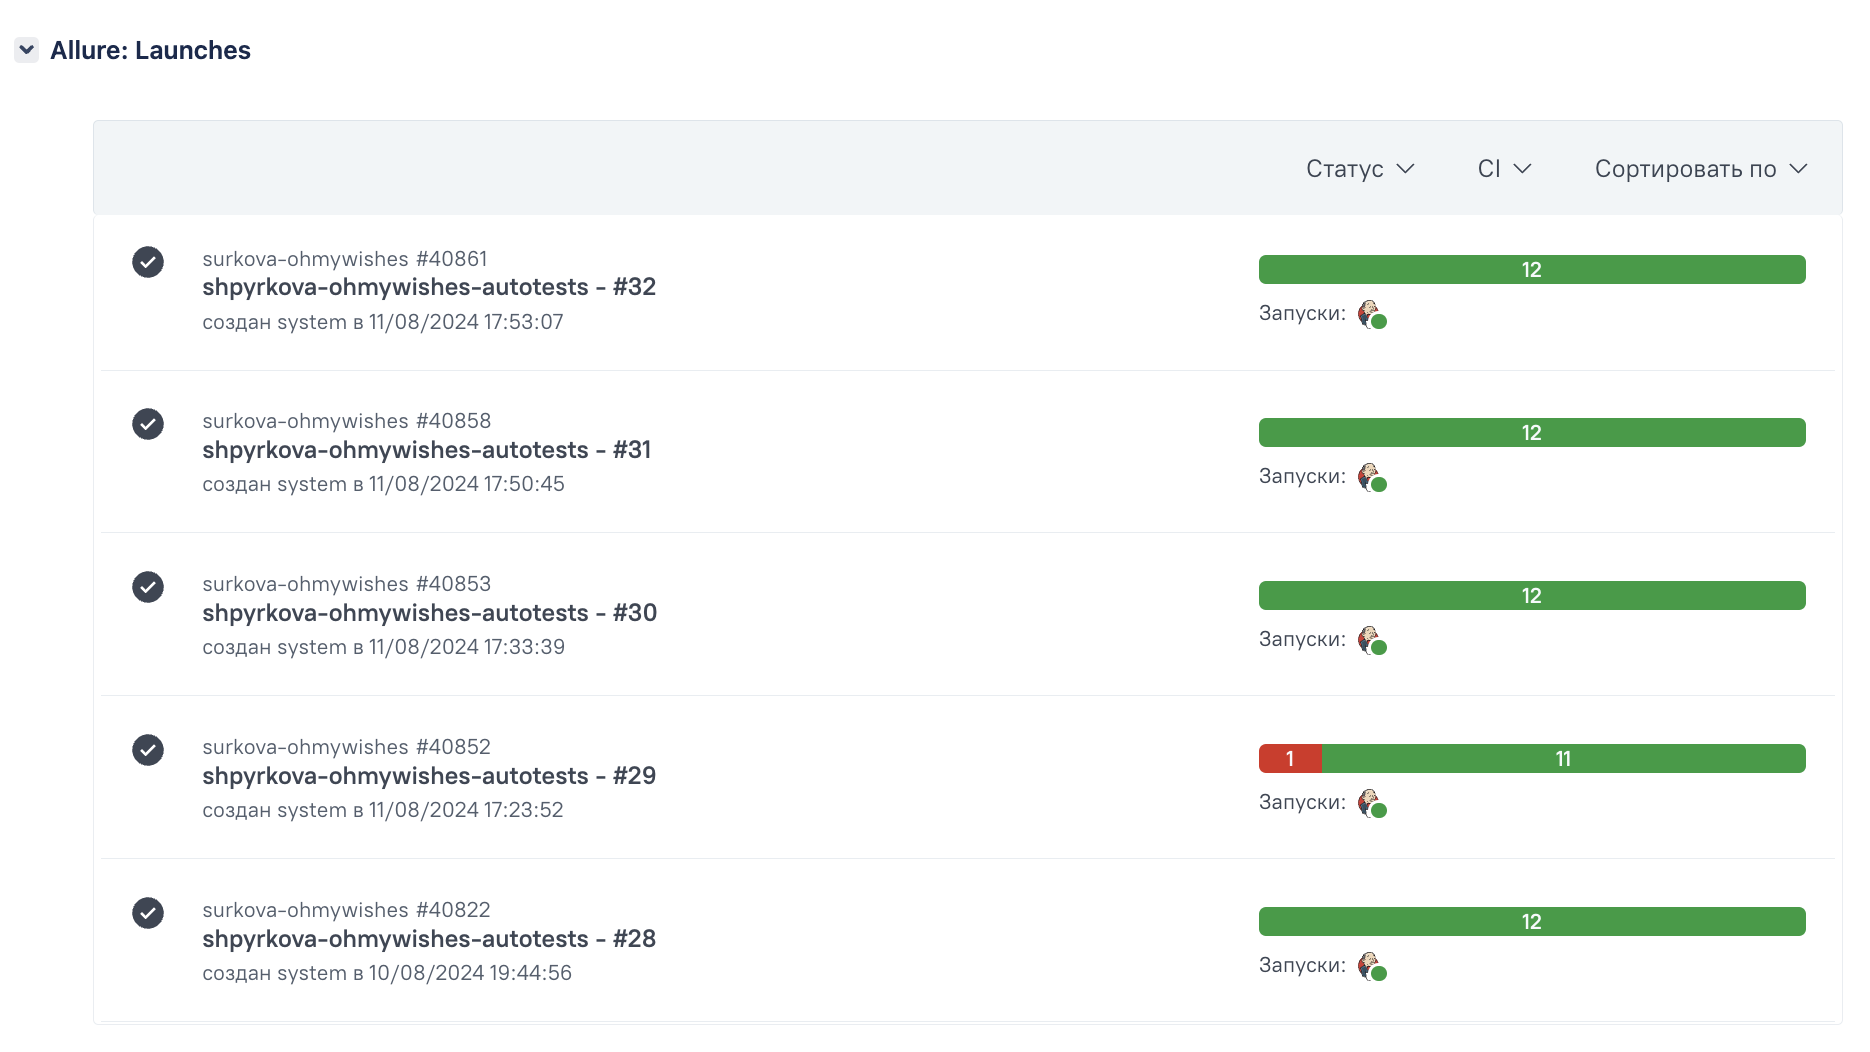 Allure: Launches
Статус CI Сортировать по
surkova-ohmywishes #40861
shpyrkova-ohmywishes-autotests - #32
создан system в 11/08/2024 17:53:07
12
Запуски:
surkova-ohmywishes #40858
shpyrkova-ohmywishes-autotests - #31
создан system в 11/08/2024 17:50:45
12
Запуски:
surkova-ohmywishes #40853
shpyrkova-ohmywishes-autotests - #30
создан system в 11/08/2024 17:33:39
12
Запуски:
surkova-ohmywishes #40852
shpyrkova-ohmywishes-autotests - #29
создан system в 11/08/2024 17:23:52
1 11
Запуски:
surkova-ohmywishes #40822
shpyrkova-ohmywishes-autotests - #28
создан system в 10/08/2024 19:44:56
12
Запуски: